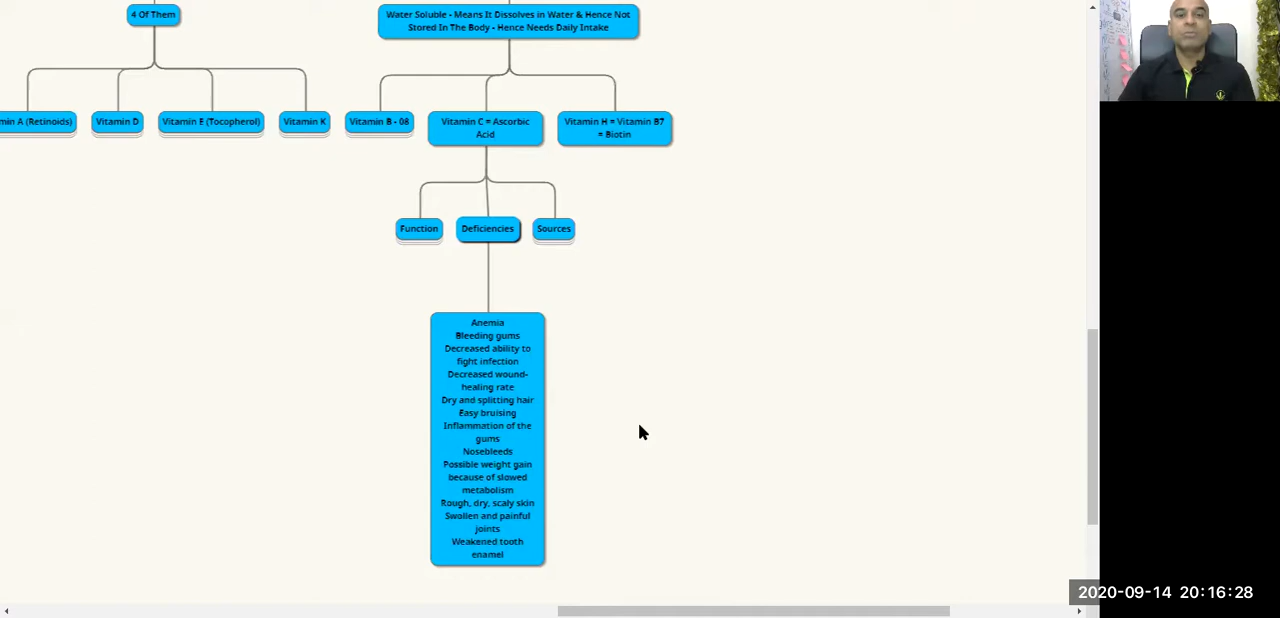 4 Of Them
Water Soluble - Means It Dissolves in Water & Hence Not
Stored In The Body - Hence Needs Daily Intake
min A (Retinoids)
Vitamin D
Vitamin E (Tocopherol)
Vitamin K
Vitamin B - 08
Vitamin C = Ascorbic
Acid
Vitamin H = Vitamin B7
= Biotin
Function
Deficiencies
Sources
Anemia
Bleeding gums
Decreased ability to
fight infection
Decreased wound-
healing rate
Dry and splitting hair
Easy bruising
Inflammation of the
gums
Nosebleeds
Possible weight gain
because of slowed
metabolism
Rough, dry, scaly skin
Swollen and painful
joints
Weakened tooth
enamel
2020-09-14 20:16:28